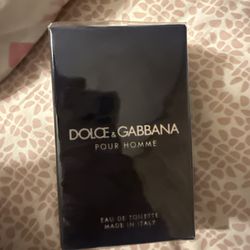 DOLCE & GABBANA
POUR HOMME
EAU DE TOILETTE
MADE IN ITALY